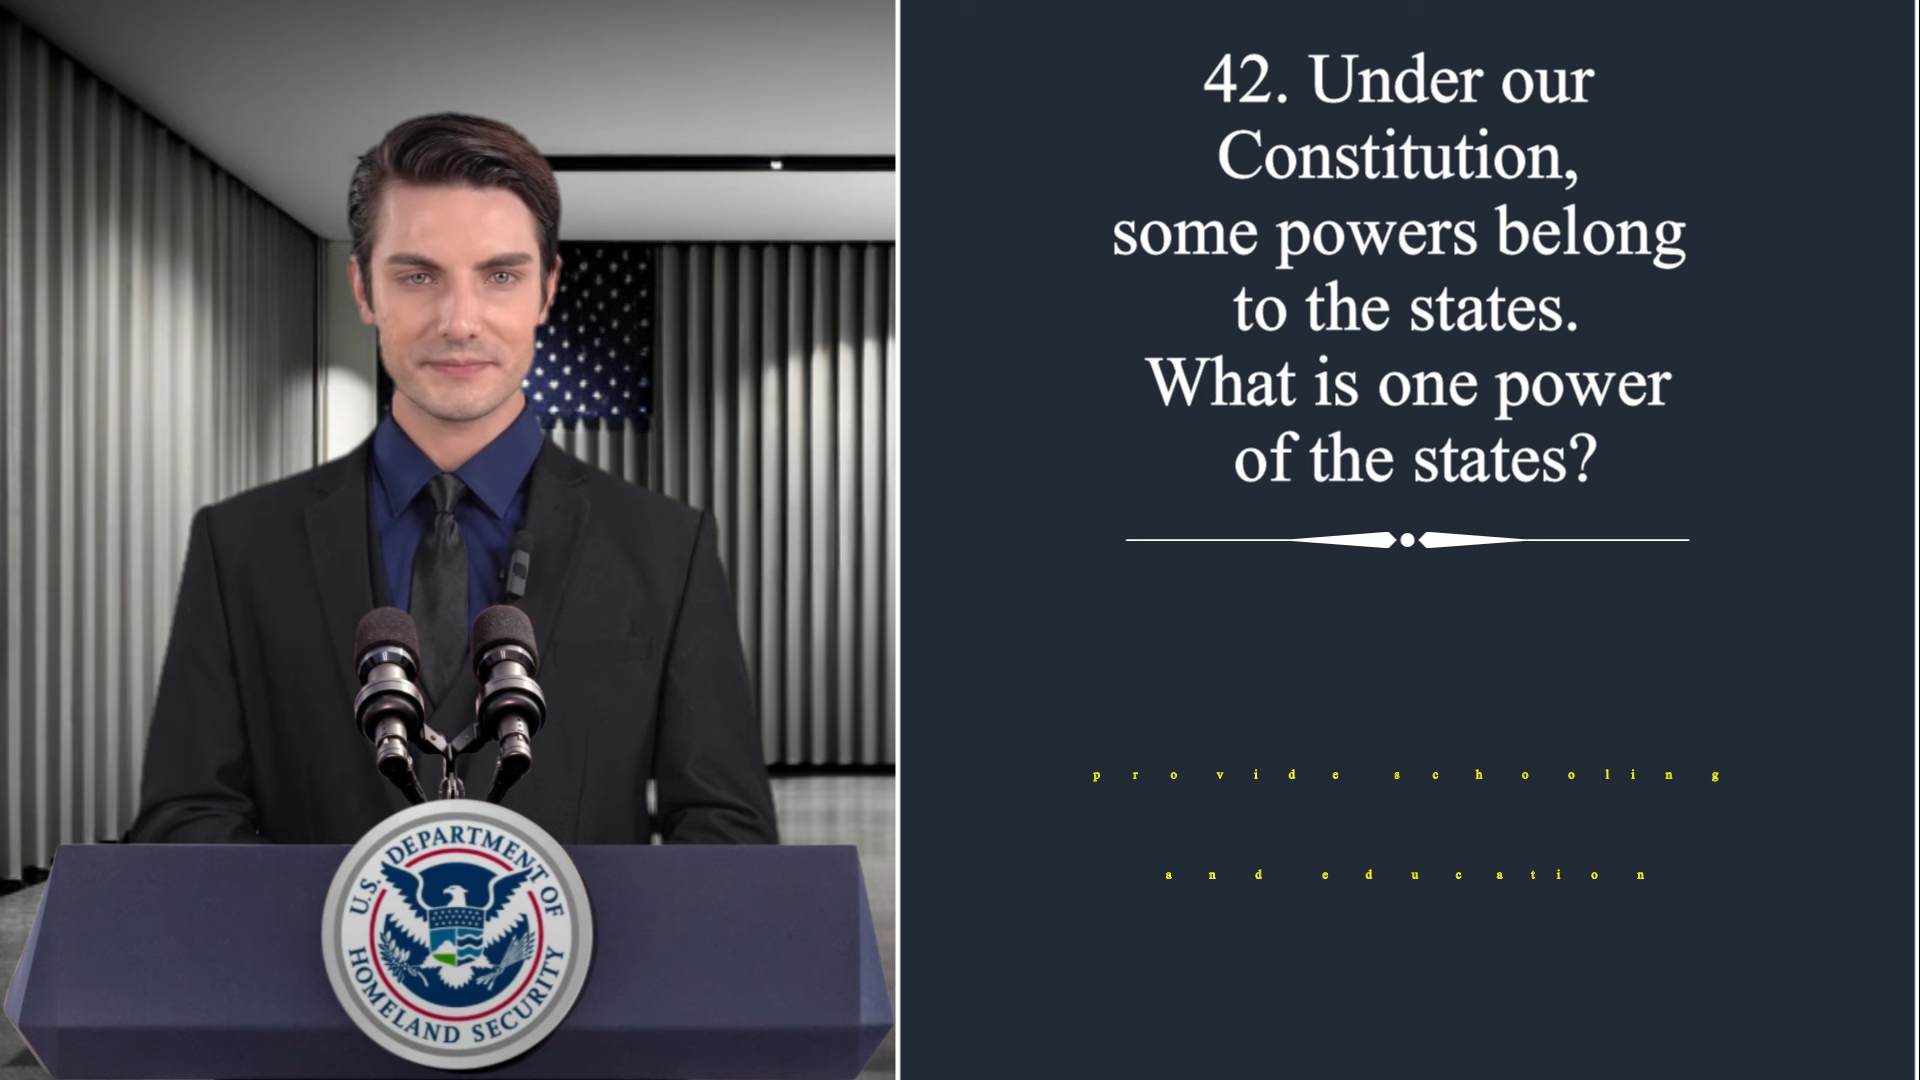 42. Under our
Constitution,
some powers belong
to the states.
What is one power
of the states?
provide schooling
and education
U.S. DEPARTMENT OF
HOMELAND SECURITY